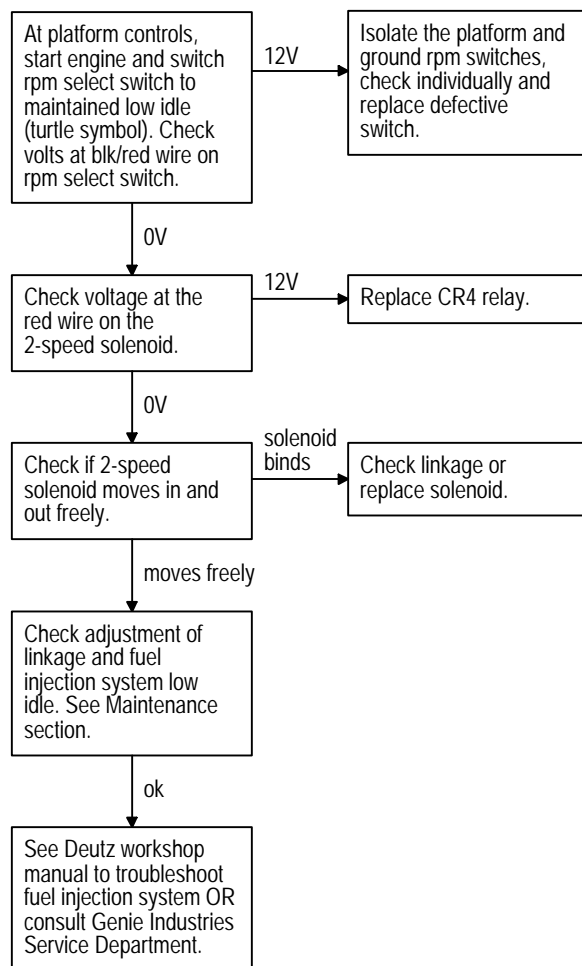 At platform controls,
start engine and switch
rpm select switch to
maintained low idle
(turtle symbol). Check
volts at blk/red wire on
rpm select switch.
12V
Isolate the platform and
ground rpm switches,
check individually and
replace defective
switch.
0V
Check voltage at the
red wire on the
2-speed solenoid.
12V
Replace CR4 relay.
0V
Check if 2-speed
solenoid moves in and
out freely.
solenoid
binds
Check linkage or
replace solenoid.
moves freely
Check adjustment of
linkage and fuel
injection system low
idle. See Maintenance
section.
ok
See Deutz workshop
manual to troubleshoot
fuel injection system OR
consult Genie Industries
Service Department.